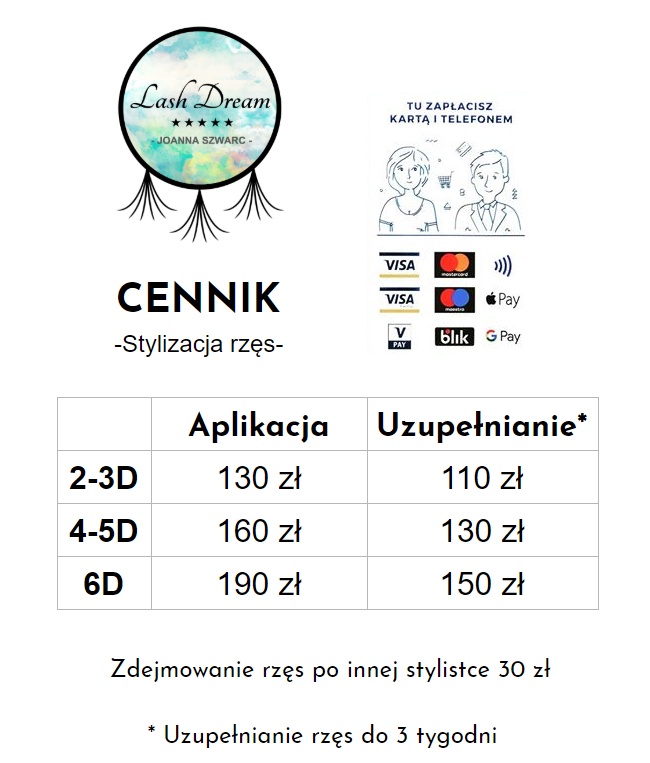 Lash Dream
★★★★★
- JOANNA SZWARC -
TU ZAPŁACISZ
KARTĄ I TELEFONEM
VISA mastercard
VISA maestro Pay
V PAY blik G Pay
CENNIK
-Stylizacja rzęs-
Aplikacja Uzupełnianie*
2-3D 130 zł 110 zł
4-5D 160 zł 130 zł
6D 190 zł 150 zł
Zdejmowanie rzęs po innej stylistce 30 zł
* Uzupełnianie rzęs do 3 tygodni